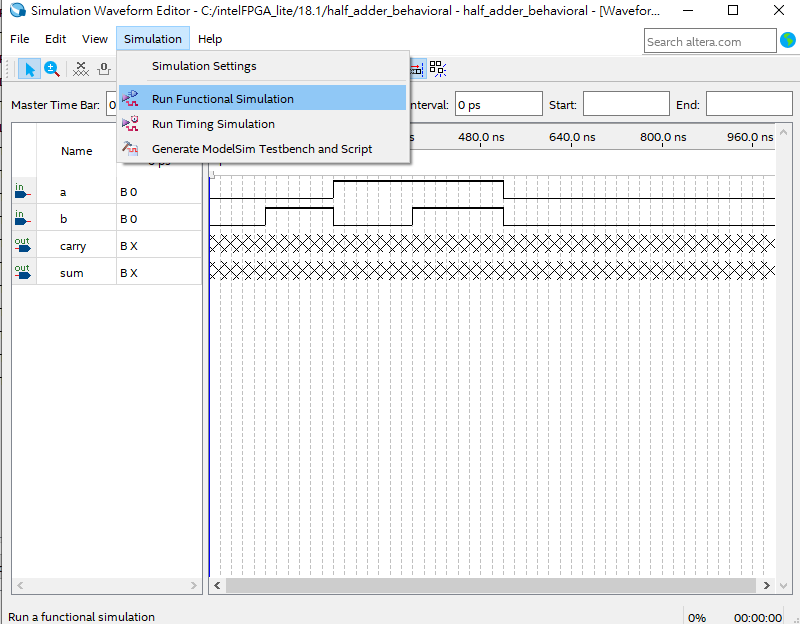 Simulation Waveform Editor - C:/intelFPGA_lite/18.1/half_adder_behavioral - half_adder_behavioral - [Wavefor...
File Edit View Simulation Help
Search altera.com
Simulation Settings
Run Functional Simulation
Run Timing Simulation
Generate ModelSim Testbench and Script
Master Time Bar: 0
nterval: 0 ps Start: End:
Name
0 ps
s 480.0 ns 640.0 ns 800.0 ns 960.0 ns
in a B 0
in b B 0
out carry B X
out sum B X
Run a functional simulation 0% 00:00:00